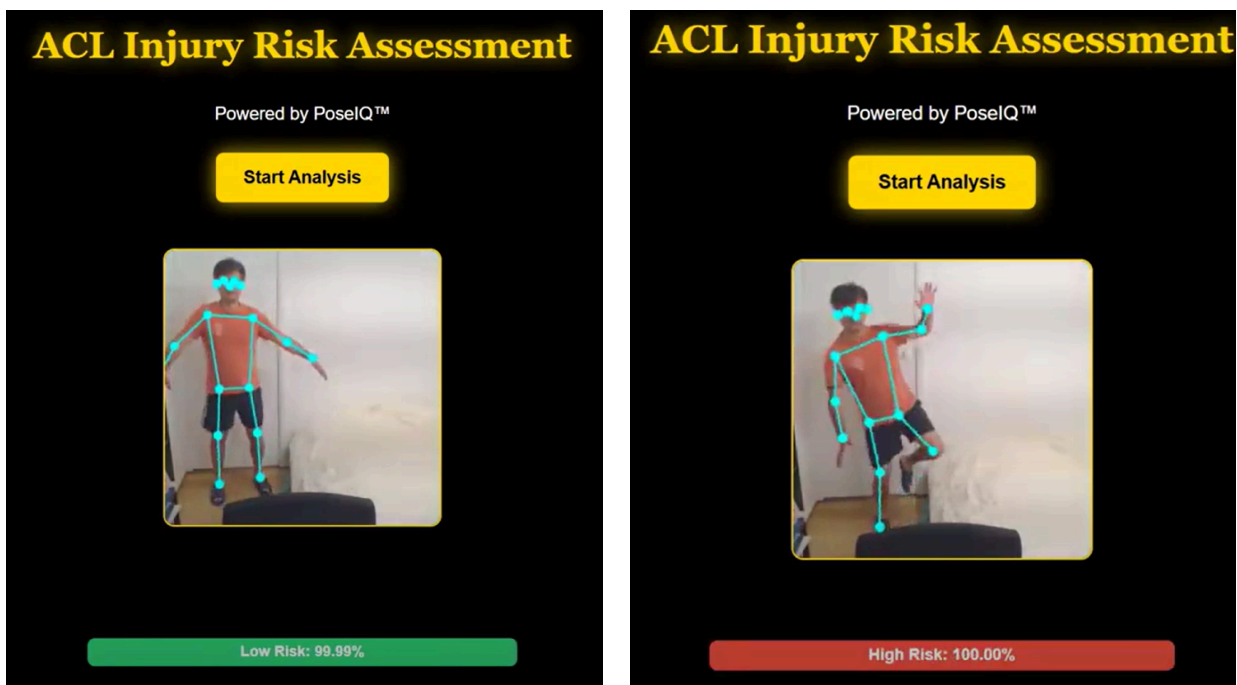 ACL Injury Risk Assessment
Powered by PoseIQ™
Start Analysis
Low Risk: 99.99%
ACL Injury Risk Assessment
Powered by PoseIQ™
Start Analysis
High Risk: 100.00%